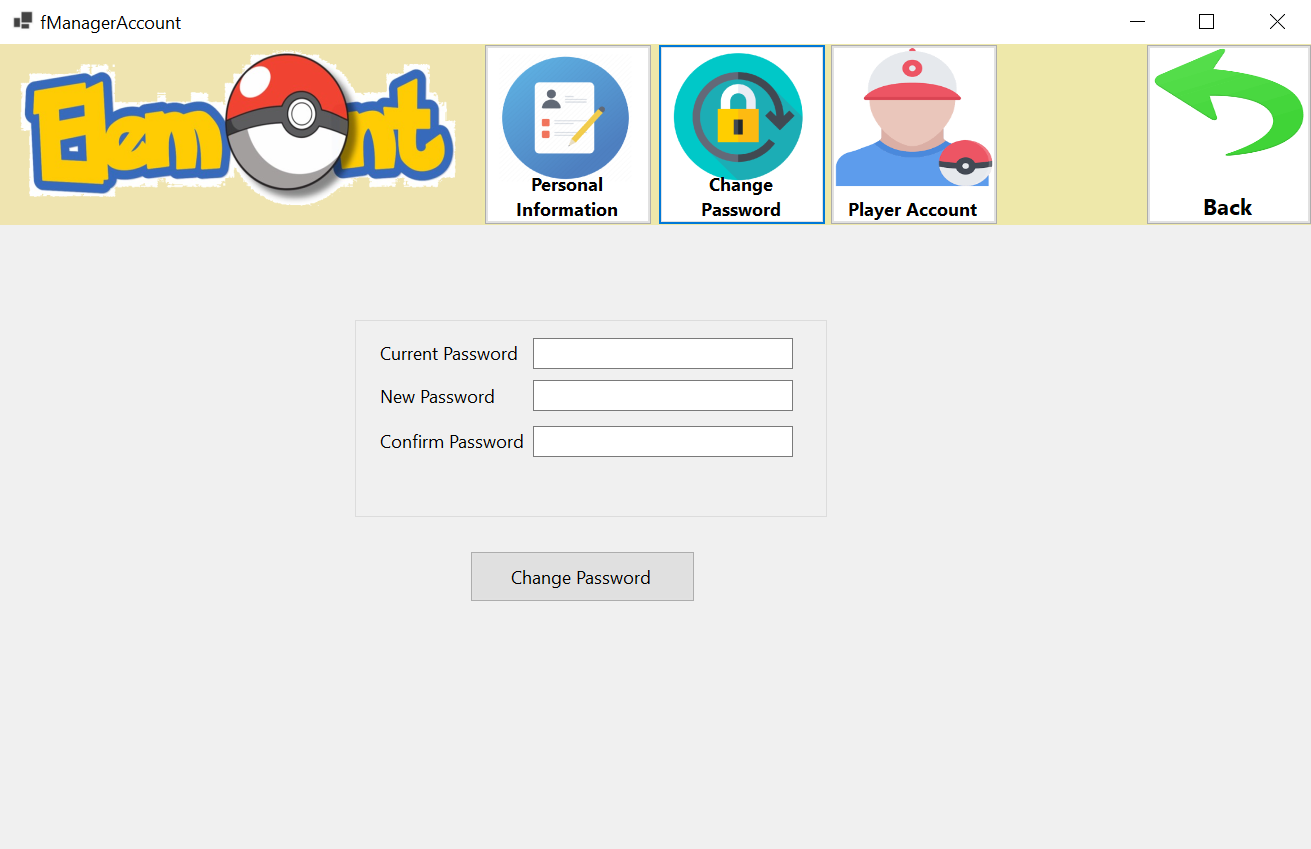 fManagerAccount
Elem nt
Personal
Information
Change
Password
Player Account
Back
Current Password
New Password
Confirm Password
Change Password